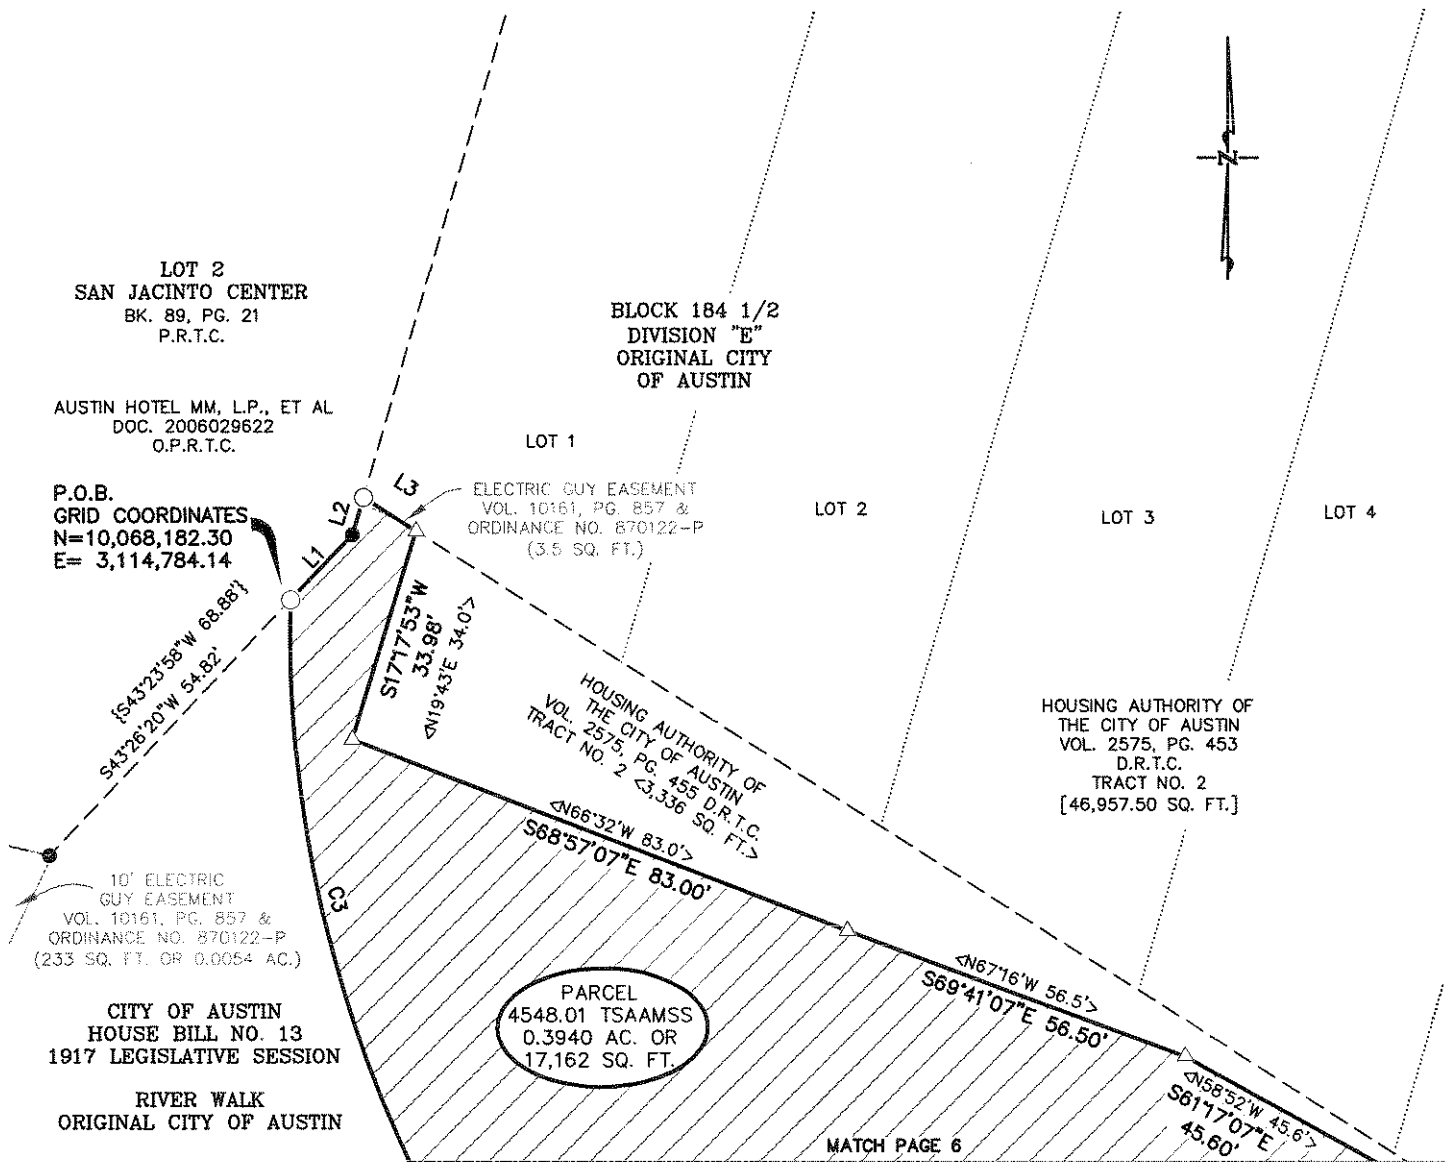 N
LOT 2
SAN JACINTO CENTER
BK. 89, PG. 21
P.R.T.C.
BLOCK 184 1/2
DIVISION "E"
ORIGINAL CITY
OF AUSTIN
AUSTIN HOTEL MM, L.P., ET AL
DOC. 2006029622
O.P.R.T.C.
LOT 1
LOT 2
LOT 3
LOT 4
P.O.B.
GRID COORDINATES
N=10,068,182.30
E= 3,114,784.14
L1
L2
L3
ELECTRIC GUY EASEMENT
VOL. 10161, PG. 857 &
ORDINANCE NO. 870122-P
(3.5 SQ. FT.)
{S43°23'58"W 68.88'}
S43°26'20"W 54.82'
S17°17'53"W
33.98'
<N19°43'E 34.0'>
HOUSING AUTHORITY OF
THE CITY OF AUSTIN
VOL. 2575, PG. 455 D.R.T.C.
TRACT NO. 2 <3,336 SQ. FT.>
HOUSING AUTHORITY OF
THE CITY OF AUSTIN
VOL. 2575, PG. 453
D.R.T.C.
TRACT NO. 2
[46,957.50 SQ. FT.]
<N66°32'W 83.0'>
S68°57'07"E 83.00'
10' ELECTRIC
GUY EASEMENT
VOL. 10161, PG. 857 &
ORDINANCE NO. 870122-P
(233 SQ. FT. OR 0.0054 AC.)
C3
<N67°16'W 56.5'>
S69°41'07"E 56.50'
PARCEL
4548.01 TSAAMSS
0.3940 AC. OR
17,162 SQ. FT.
CITY OF AUSTIN
HOUSE BILL NO. 13
1917 LEGISLATIVE SESSION
RIVER WALK
ORIGINAL CITY OF AUSTIN
<N58°52'W 45.6'>
S61°17'07"E
45.60'
MATCH PAGE 6